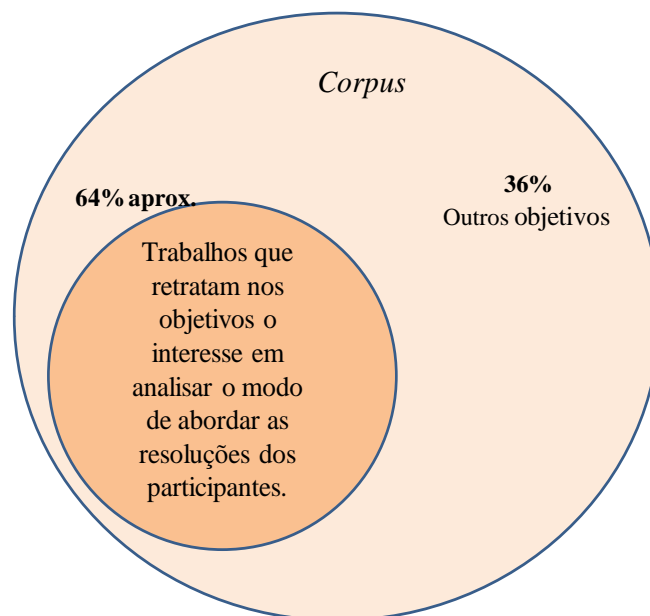 Corpus
64% aprox.
36%
Outros objetivos
Trabalhos que
retratam nos
objetivos o
interesse em
analisar o modo
de abordar as
resoluções dos
participantes.